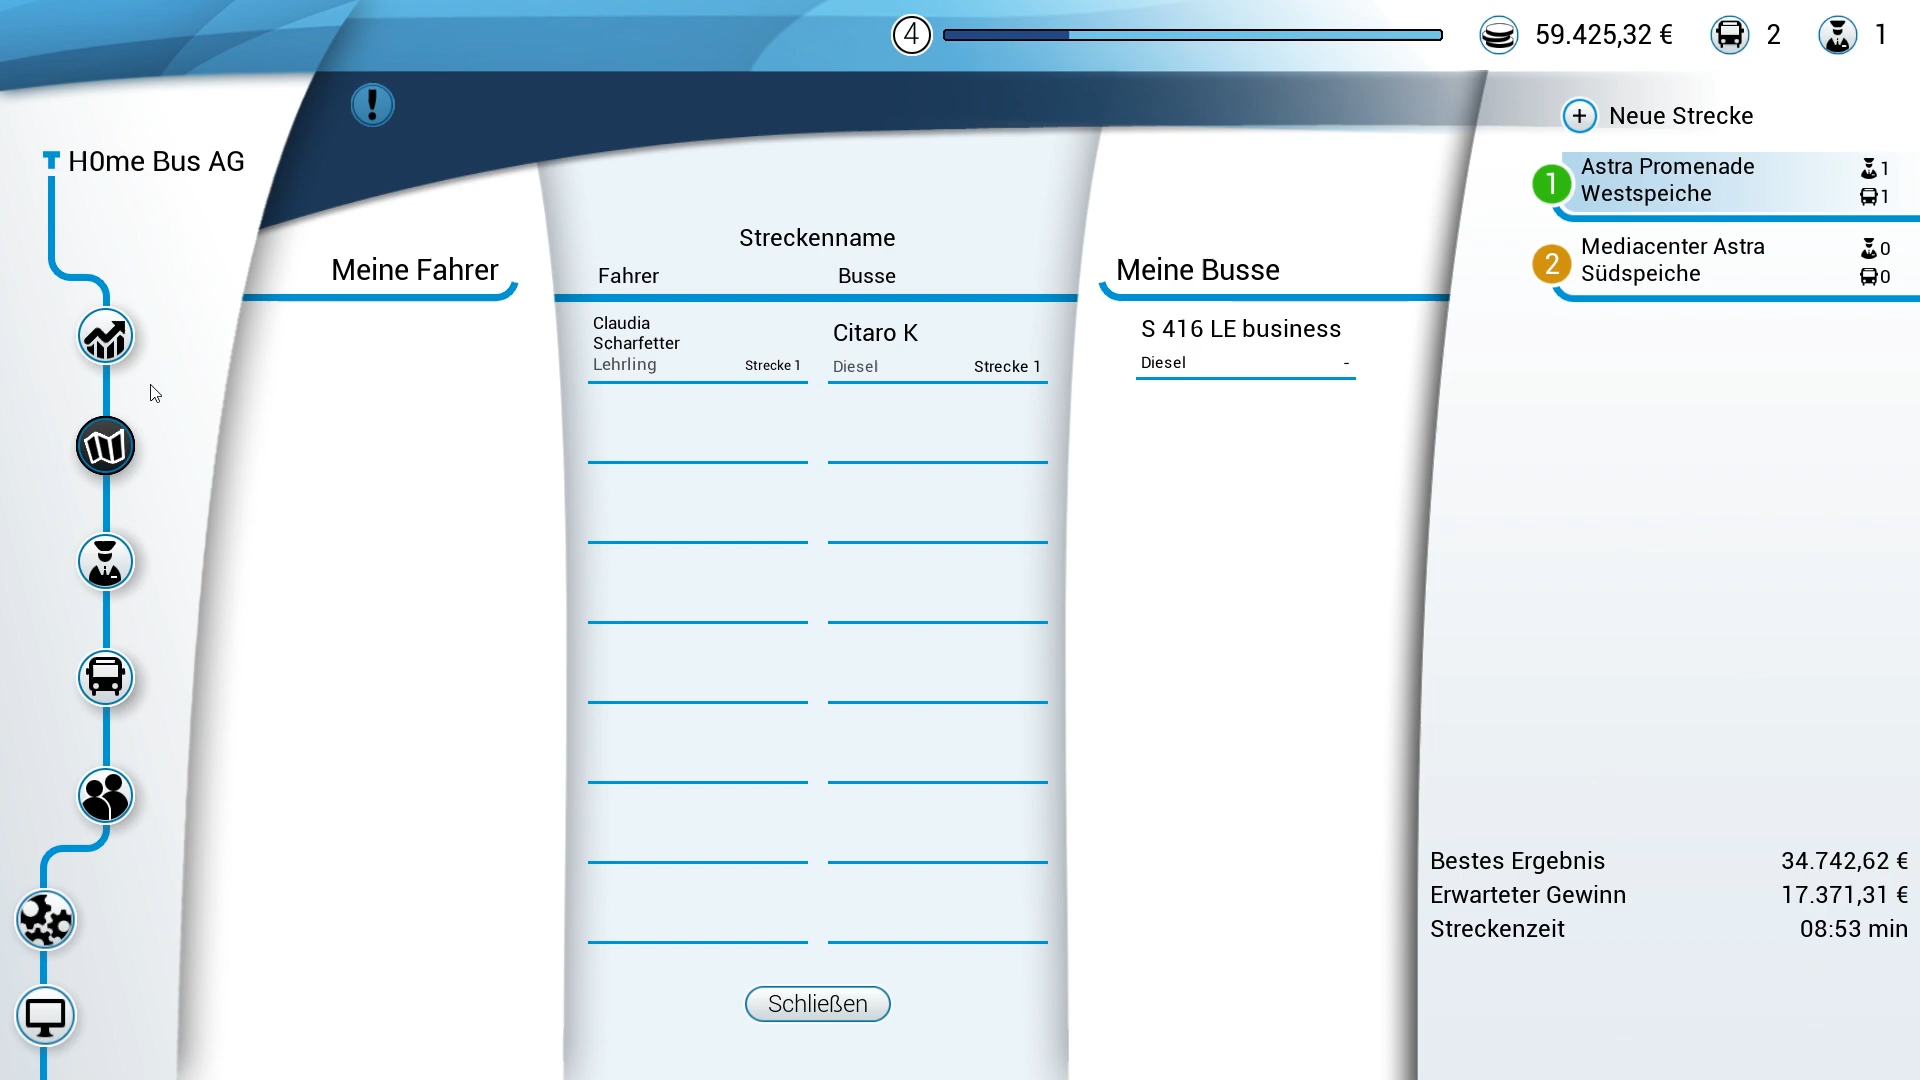 4
59.425,32 €
2
1
H0me Bus AG
Neue Strecke
1
Astra Promenade
Westspeiche
1
1
2
Mediacenter Astra
Südspeiche
0
0
Meine Fahrer
Streckenname
Fahrer
Busse
Meine Busse
Claudia
Scharfetter
Lehrling
Strecke 1
Citaro K
Diesel
Strecke 1
S 416 LE business
Diesel
-
Bestes Ergebnis
34.742,62 €
Erwarteter Gewinn
17.371,31 €
Streckenzeit
08:53 min
Schließen